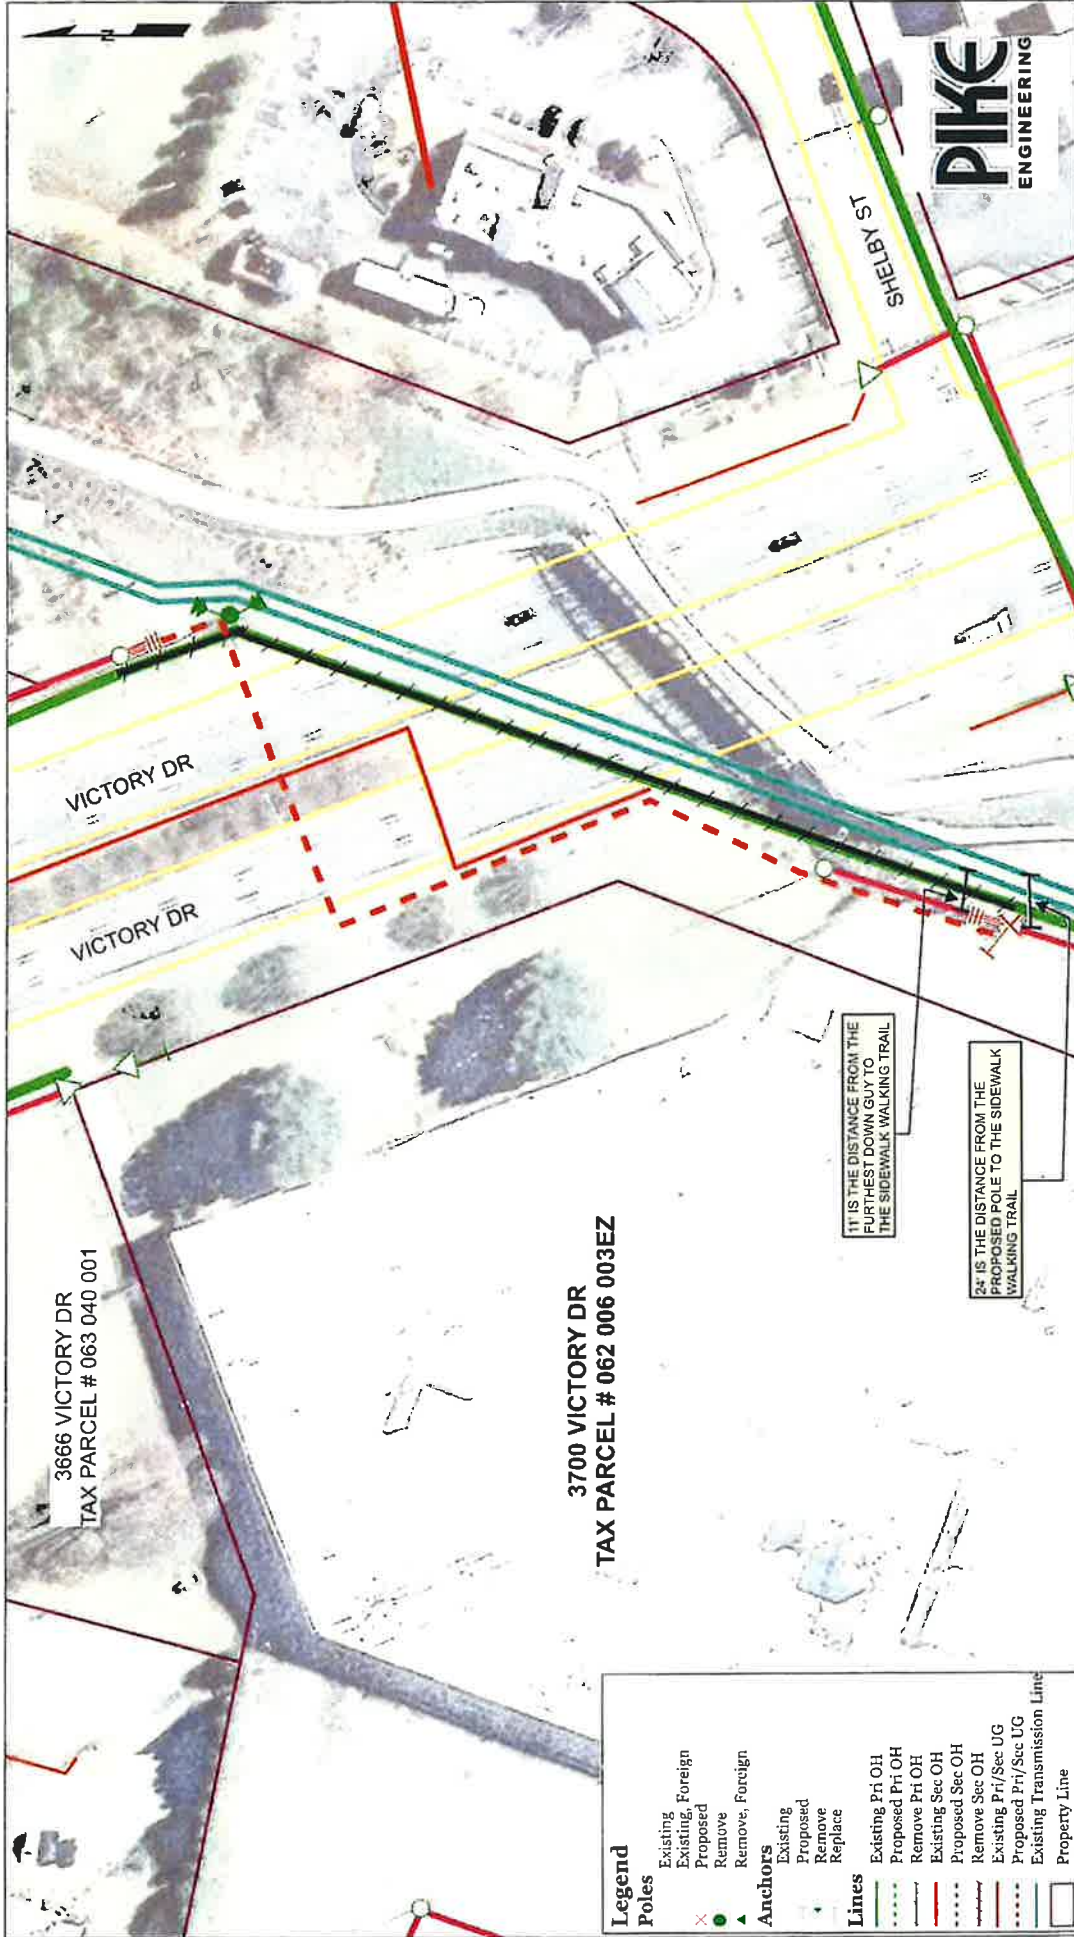 N
3666 VICTORY DR
TAX PARCEL # 063 040 001
VICTORY DR
VICTORY DR
SHELBY ST
3700 VICTORY DR
TAX PARCEL # 062 006 003EZ
11' IS THE DISTANCE FROM THE
FURTHEST DOWN GUY TO
THE SIDEWALK WALKING TRAIL
24' IS THE DISTANCE FROM THE
PROPOSED POLE TO THE SIDEWALK
WALKING TRAIL
Legend
Poles
Existing
Existing, Foreign
Proposed
Remove
Remove, Foreign
Anchors
Existing
Proposed
Remove
Replace
Lines
Existing Pri OH
Proposed Pri OH
Remove Pri OH
Existing Sec OH
Proposed Sec OH
Remove Sec OH
Existing Pri/Sec UG
Proposed Pri/Sec UG
Existing Transmission Line
Property Line
PIKE
ENGINEERING